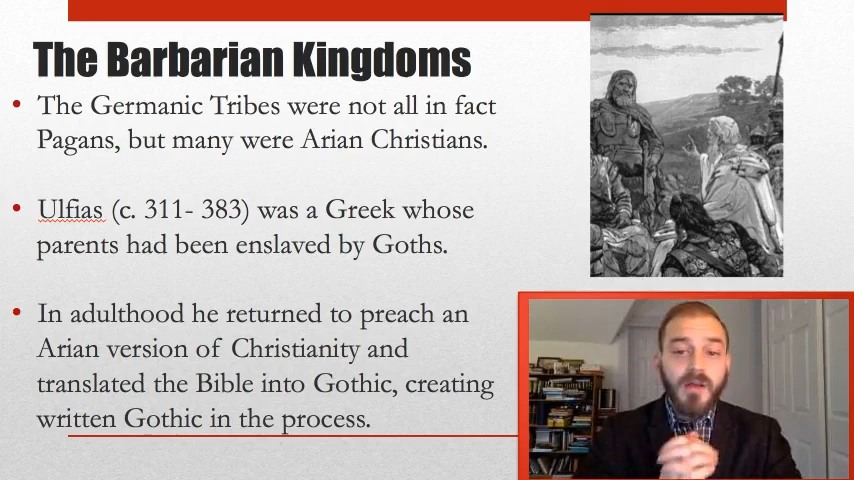 The Barbarian Kingdoms
• The Germanic Tribes were not all in fact
Pagans, but many were Arian Christians.
• Ulfias (c. 311- 383) was a Greek whose
parents had been enslaved by Goths.
• In adulthood he returned to preach an
Arian version of Christianity and
translated the Bible into Gothic, creating
written Gothic in the process.